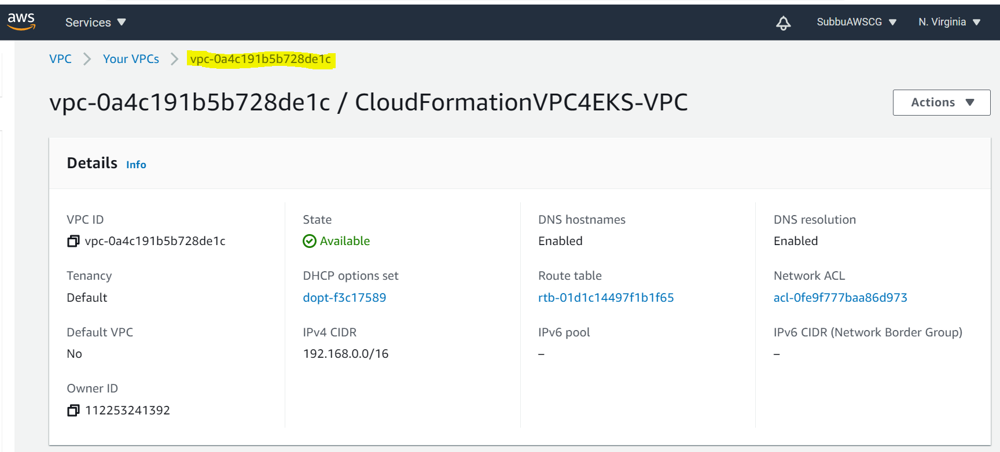 aws Services SubbuAWSCG N. Virginia
VPC Your VPCs vpc-0a4c191b5b728de1c
vpc-0a4c191b5b728de1c / CloudFormationVPC4EKS-VPC
Actions
Details Info
VPC ID State DNS hostnames DNS resolution
vpc-0a4c191b5b728de1c Available Enabled Enabled
Tenancy DHCP options set Route table Network ACL
Default dopt-f3c17589 rtb-01d1c14497f1b1f65 acl-0fe9f777baa86d973
Default VPC IPv4 CIDR IPv6 pool IPv6 CIDR (Network Border Group)
No 192.168.0.0/16 – –
Owner ID
112253241392